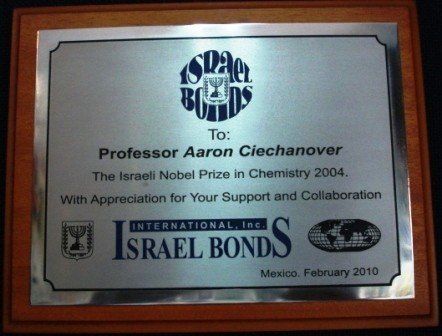 ISRAEL
BONDS
To:
Professor Aaron Ciechanover
The Israeli Nobel Prize in Chemistry 2004.
With Appreciation for Your Support and Collaboration
INTERNATIONAL, Inc.
ISRAEL BONDS
Mexico. February 2010